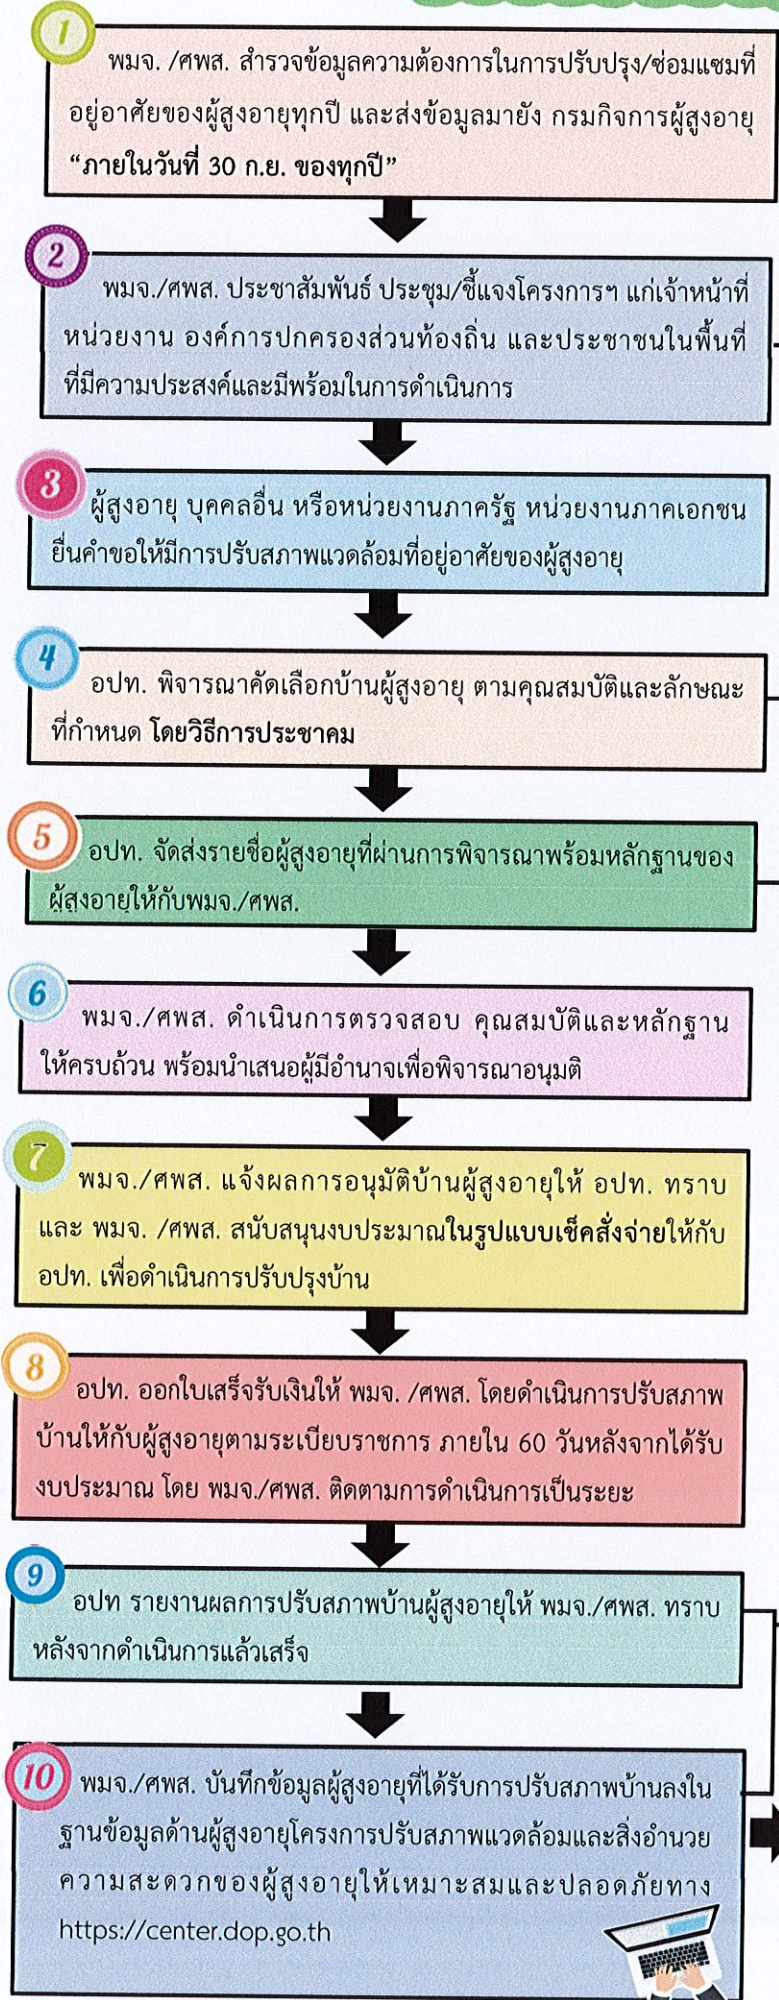 1
พมจ. /ศพส. สำรวจข้อมูลความต้องการในการปรับปรุง/ซ่อมแซมที่
อยู่อาศัยของผู้สูงอายุทุกปี และส่งข้อมูลมายัง กรมกิจการผู้สูงอายุ
“ภายในวันที่ 30 ก.ย. ของทุกปี”
2
พมจ./ศพส. ประชาสัมพันธ์ ประชุม/ชี้แจงโครงการฯ แก่เจ้าหน้าที่
หน่วยงาน องค์การปกครองส่วนท้องถิ่น และประชาชนในพื้นที่
ที่มีความประสงค์และมีพร้อมในการดำเนินการ
3
ผู้สูงอายุ บุคคลอื่น หรือหน่วยงานภาครัฐ หน่วยงานภาคเอกชน
ยื่นคำขอให้มีการปรับสภาพแวดล้อมที่อยู่อาศัยของผู้สูงอายุ
4
อปท. พิจารณาคัดเลือกบ้านผู้สูงอายุ ตามคุณสมบัติและลักษณะ
ที่กำหนด โดยวิธีการประชาคม
5
อปท. จัดส่งรายชื่อผู้สูงอายุที่ผ่านการพิจารณาพร้อมหลักฐานของ
ผู้สูงอายุให้กับพมจ./ศพส.
6
พมจ./ศพส. ดำเนินการตรวจสอบ คุณสมบัติและหลักฐาน
ให้ครบถ้วน พร้อมนำเสนอผู้มีอำนาจเพื่อพิจารณาอนุมติ
7
พมจ./ศพส. แจ้งผลการอนุมัติบ้านผู้สูงอายุให้ อปท. ทราบ
และ พมจ. /ศพส. สนับสนุนงบประมาณในรูปแบบเช็คสั่งจ่ายให้กับ
อปท. เพื่อดำเนินการปรับปรุงบ้าน
8
อปท. ออกใบเสร็จรับเงินให้ พมจ. /ศพส. โดยดำเนินการปรับสภาพ
บ้านให้กับผู้สูงอายุตามระเบียบราชการ ภายใน 60 วันหลังจากได้รับ
งบประมาณ โดย พมจ./ศพส. ติดตามการดำเนินการเป็นระยะ
9
อปท รายงานผลการปรับสภาพบ้านผู้สูงอายุให้ พมจ./ศพส. ทราบ
หลังจากดำเนินการแล้วเสร็จ
10
พมจ./ศพส. บันทึกข้อมูลผู้สูงอายุที่ได้รับการปรับสภาพบ้านลงใน
ฐานข้อมูลด้านผู้สูงอายุโครงการปรับสภาพแวดล้อมและสิ่งอำนวย
ความสะดวกของผู้สูงอายุให้เหมาะสมและปลอดภัยทาง
https://center.dop.go.th